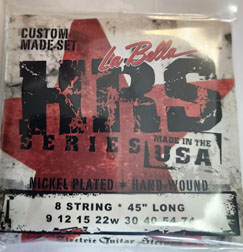 CUSTOM
MADE SET
La Bella
HRS
SERIES
MADE IN THE
USA
NICKEL PLATED * HAND WOUND
8 STRING * 45" LONG
9 12 15 22w 30 40 54 74
Electric Guitar Strings